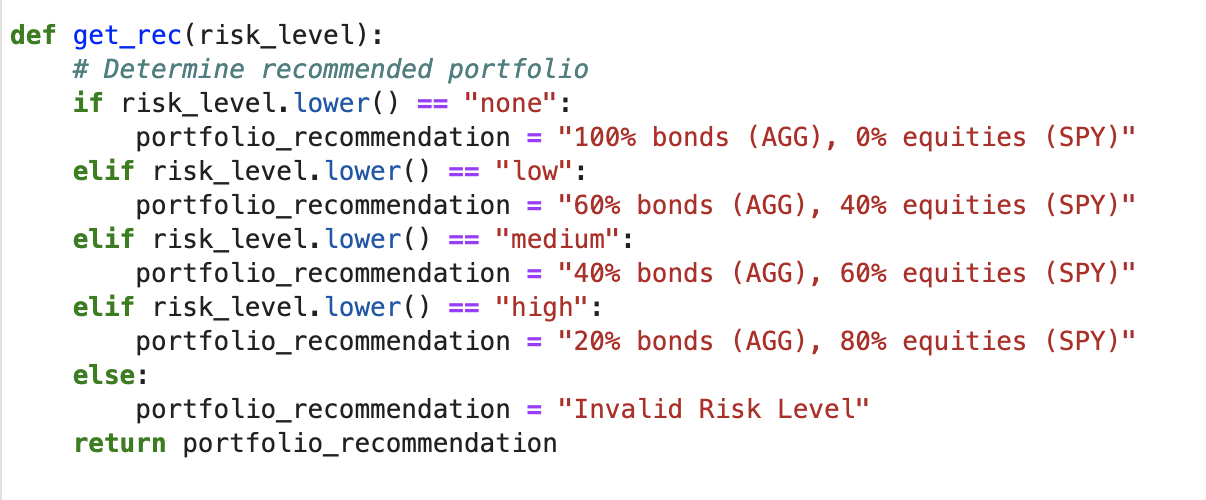 def get_rec(risk_level):
    # Determine recommended portfolio
    if risk_level.lower() == "none":
        portfolio_recommendation = "100% bonds (AGG), 0% equities (SPY)"
    elif risk_level.lower() == "low":
        portfolio_recommendation = "60% bonds (AGG), 40% equities (SPY)"
    elif risk_level.lower() == "medium":
        portfolio_recommendation = "40% bonds (AGG), 60% equities (SPY)"
    elif risk_level.lower() == "high":
        portfolio_recommendation = "20% bonds (AGG), 80% equities (SPY)"
    else:
        portfolio_recommendation = "Invalid Risk Level"
    return portfolio_recommendation